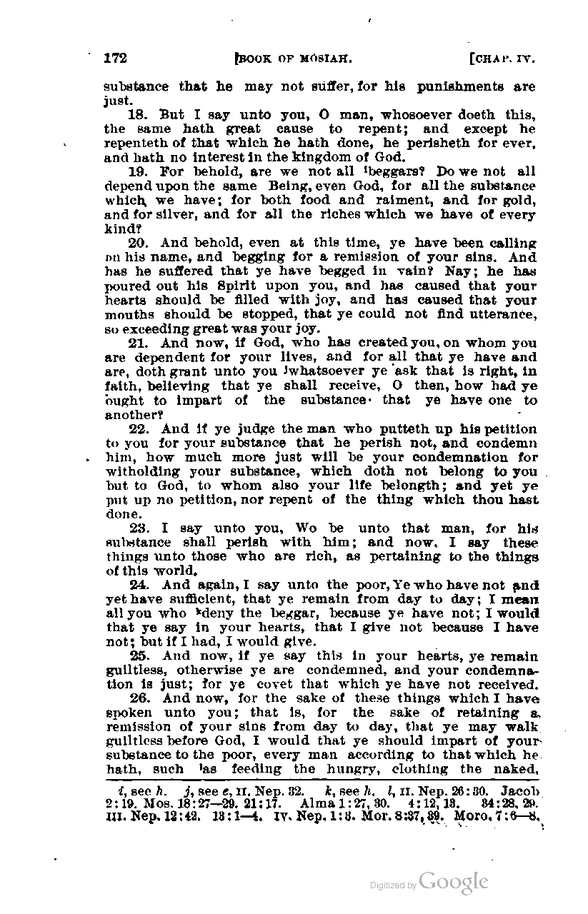 172 [BOOK OF MOSIAH. [CHAP. IV.
substance that he may not suffer, for his punishments are
just.
18. But I say unto you, O man, whosoever doeth this,
the same hath great cause to repent; and except he
repenteth of that which he hath done, he perisheth for ever,
and hath no interest in the kingdom of God.
19. For behold, are we not all ibeggars? Do we not all
depend upon the same Being, even God, for all the substance
which we have; for both food and raiment, and for gold,
and for silver, and for all the riches which we have of every
kind?
20. And behold, even at this time, ye have been calling
on his name, and begging for a remission of your sins. And
has he suffered that ye have begged in vain? Nay; he has
poured out his Spirit upon you, and has caused that your
hearts should be filled with joy, and has caused that your
mouths should be stopped, that ye could not find utterance,
so exceeding great was your joy.
21. And now, if God, who has created you, on whom you
are dependent for your lives, and for all that ye have and
are, doth grant unto you jwhatsoever ye ask that is right, in
faith, believing that ye shall receive, O then, how had ye
ought to impart of the substance that ye have one to
another?
22. And if ye judge the man who putteth up his petition
to you for your substance that he perish not, and condemn
him, how much more just will be your condemnation for
witholding your substance, which doth not belong to you
but to God, to whom also your life belongth; and yet ye
put up no petition, nor repent of the thing which thou hast
done.
23. I say unto you, Wo be unto that man, for his
substance shall perish with him; and now, I say these
things unto those who are rich, as pertaining to the things
of this world.
24. And again, I say unto the poor, Ye who have not and
yet have sufficient, that ye remain from day to day; I mean
all you who kdeny the beggar, because ye have not; I would
that ye say in your hearts, that I give not because I have
not; but if I had, I would give.
25. And now, if ye say this in your hearts, ye remain
guiltless, otherwise ye are condemned, and your condemna-
tion is just; for ye covet that which ye have not received.
26. And now, for the sake of these things which I have
spoken unto you; that is, for the sake of retaining a
remission of your sins from day to day, that ye may walk
guiltless before God, I would that ye should impart of your
substance to the poor, every man according to that which he
hath, such las feeding the hungry, clothing the naked,
i, see h. j, see e, II. Nep. 32. k, see h. l, II. Nep. 26:30. Jacob
2:19. Mos. 18:27—29. 21:17. Alma 1:27, 30. 4:12, 13. 34:28, 29.
III. Nep. 12:42. 13:1—4. IV. Nep. 1:3. Mor. 8:37, 39. Moro. 7:6—8.
Digitized by Google